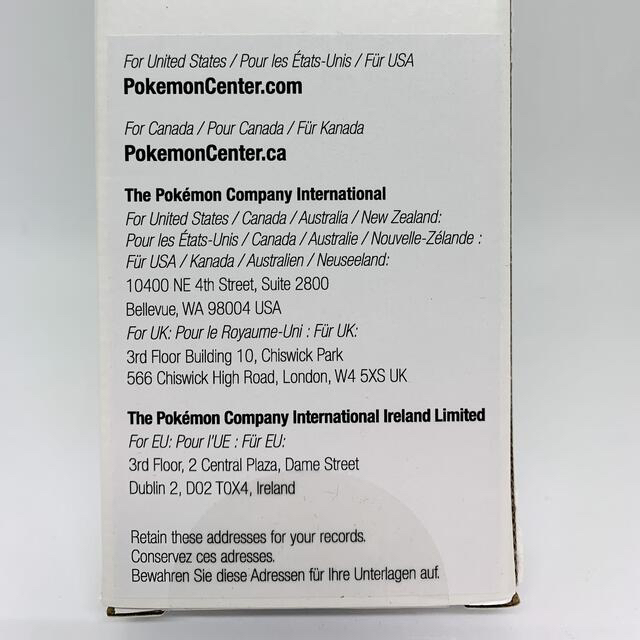 For United States / Pour les États-Unis / Für USA
PokemonCenter.com
For Canada / Pour Canada / Für Kanada
PokemonCenter.ca
The Pokémon Company International
For United States / Canada / Australia / New Zealand:
Pour les États-Unis / Canada / Australie / Nouvelle-Zélande :
Für USA / Kanada / Australien / Neuseeland:
10400 NE 4th Street, Suite 2800
Bellevue, WA 98004 USA
For UK: Pour le Royaume-Uni : Für UK:
3rd Floor Building 10, Chiswick Park
566 Chiswick High Road, London, W4 5XS UK
The Pokémon Company International Ireland Limited
For EU: Pour l'UE : Für EU:
3rd Floor, 2 Central Plaza, Dame Street
Dublin 2, D02 T0X4, Ireland
Retain these addresses for your records.
Conservez ces adresses.
Bewahren Sie diese Adressen für Ihre Unterlagen auf.